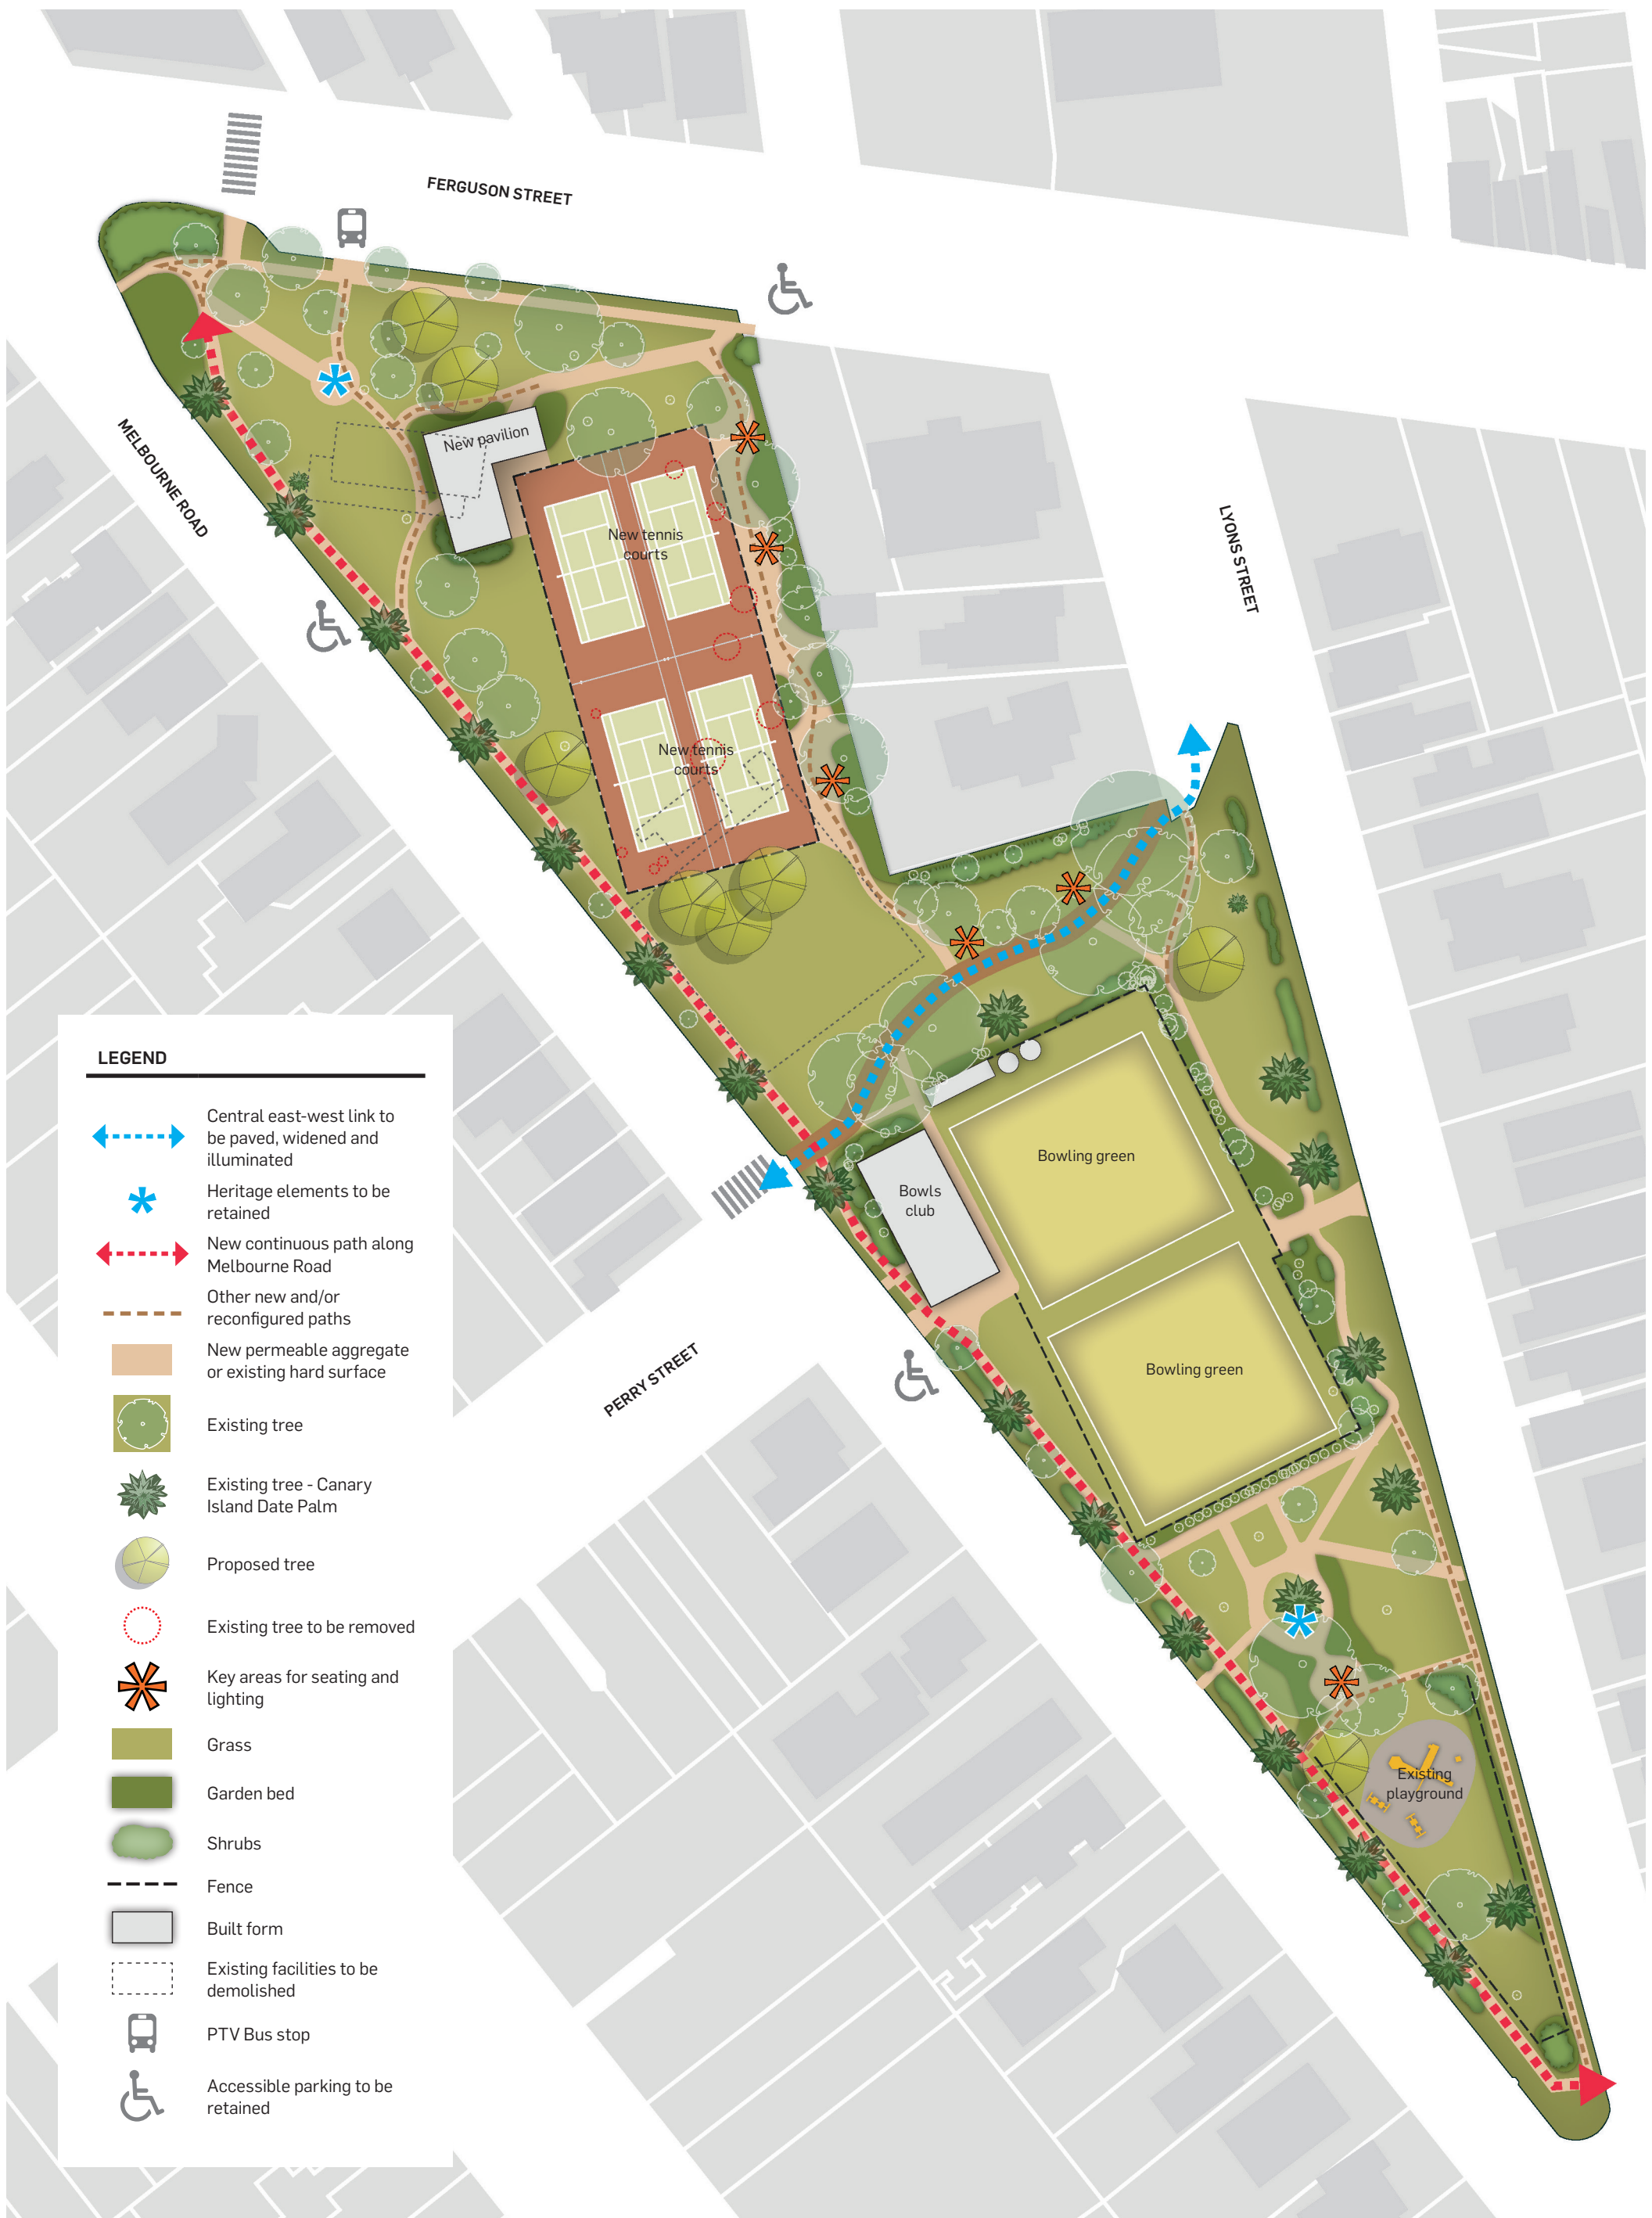 FERGUSON STREET
MELBOURNE ROAD
LYONS STREET
New pavilion
New tennis
courts
New tennis
courts
Bowling green
Bowls
club
Bowling green
PERRY STREET
Existing
playground
LEGEND
Central east-west link to
be paved, widened and
illuminated
Heritage elements to be
retained
New continuous path along
Melbourne Road
Other new and/or
reconfigured paths
New permeable aggregate
or existing hard surface
Existing tree
Existing tree - Canary
Island Date Palm
Proposed tree
Existing tree to be removed
Key areas for seating and
lighting
Grass
Garden bed
Shrubs
Fence
Built form
Existing facilities to be
demolished
PTV Bus stop
Accessible parking to be
retained